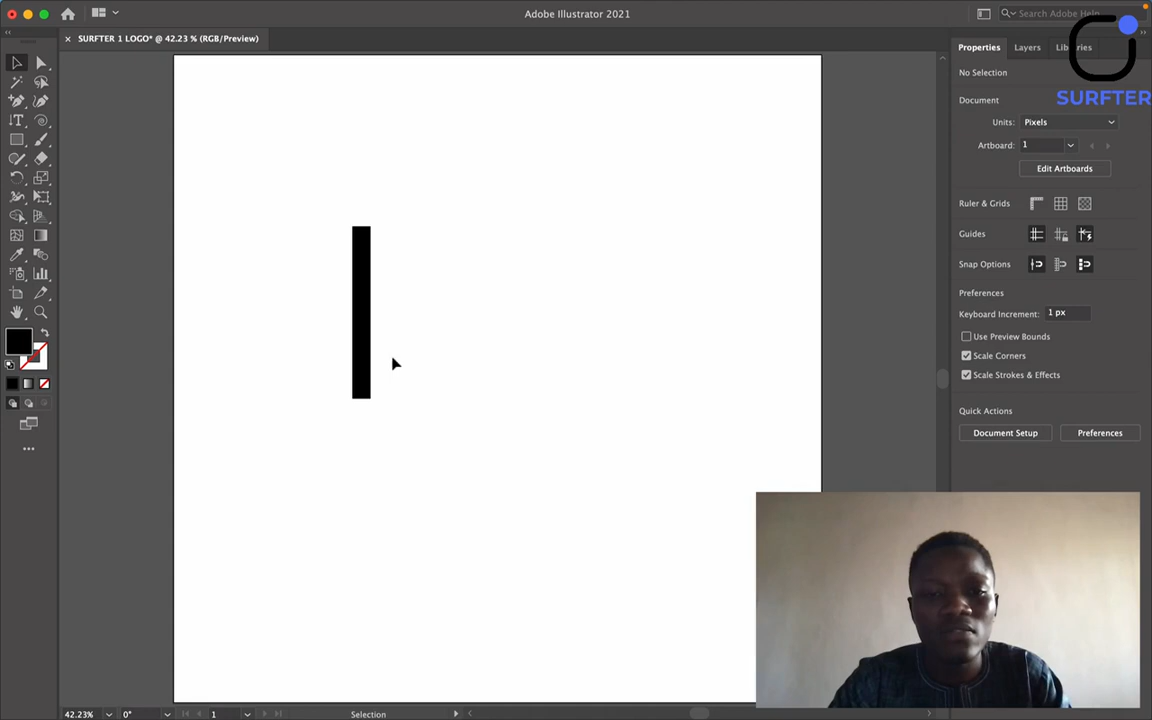 Adobe Illustrator 2021
Search Adobe Help
SURFTER 1 LOGO* @ 42.23 % (RGB/Preview)
Properties
Layers
Libraries
SURFTER
No Selection
Document
Units:
Pixels
Artboard:
1
Edit Artboards
Ruler & Grids
Guides
Snap Options
Preferences
Keyboard Increment:
1 px
Use Preview Bounds
Scale Corners
Scale Strokes & Effects
Quick Actions
Document Setup
Preferences
42.23%
0°
1
Selection